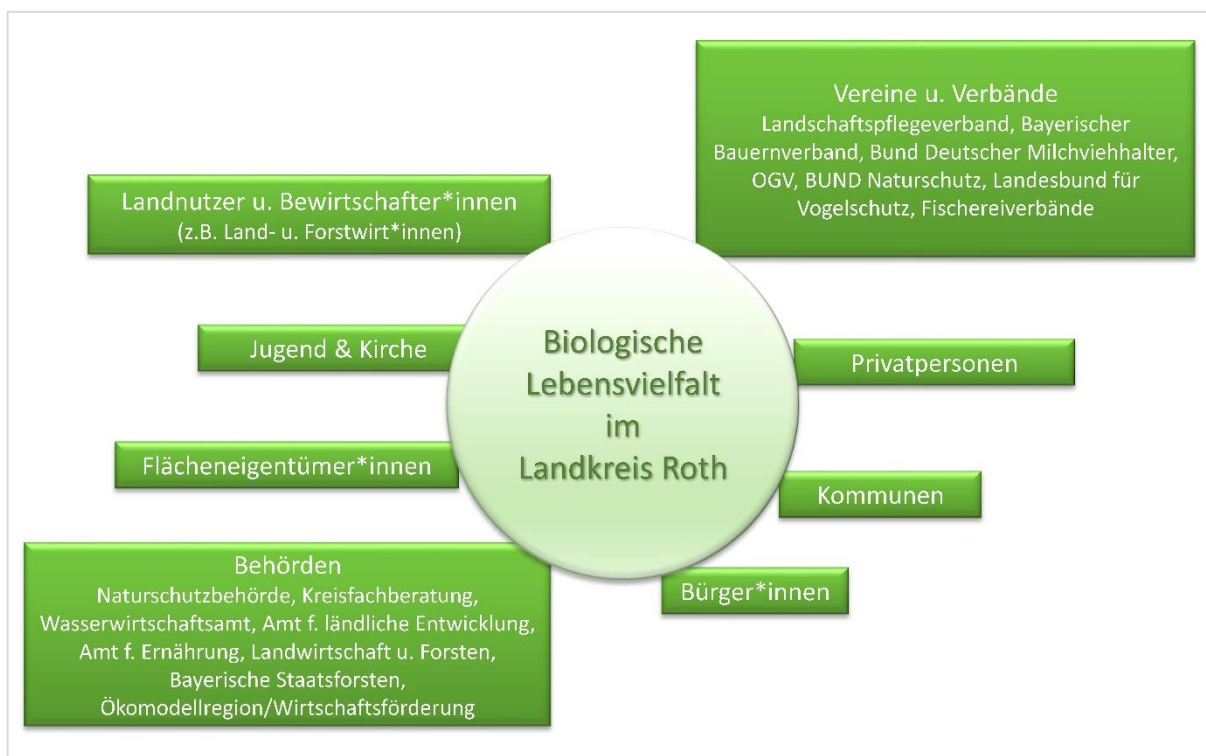 Vereine u. Verbände
Landschaftspflegeverband, Bayerischer
Bauernverband, Bund Deutscher Milchviehhalter,
OGV, BUND Naturschutz, Landesbund für
Vogelschutz, Fischereiverbände
Landnutzer u. Bewirtschafter*innen
(z.B. Land- u. Forstwirt*innen)
Jugend & Kirche
Flächeneigentümer*innen
Behörden
Naturschutzbehörde, Kreisfachberatung,
Wasserwirtschaftsamt, Amt f. ländliche Entwicklung,
Amt f. Ernährung, Landwirtschaft u. Forsten,
Bayerische Staatsforsten,
Ökomodellregion/Wirtschaftsförderung
Biologische
Lebensvielfalt
im
Landkreis Roth
Privatpersonen
Kommunen
Bürger*innen